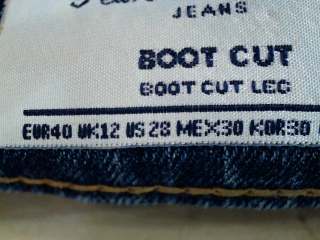 JEANS
BOOT CUT
BOOT CUT LEG
EUR40 UK12 US28 MEX30 KOR30